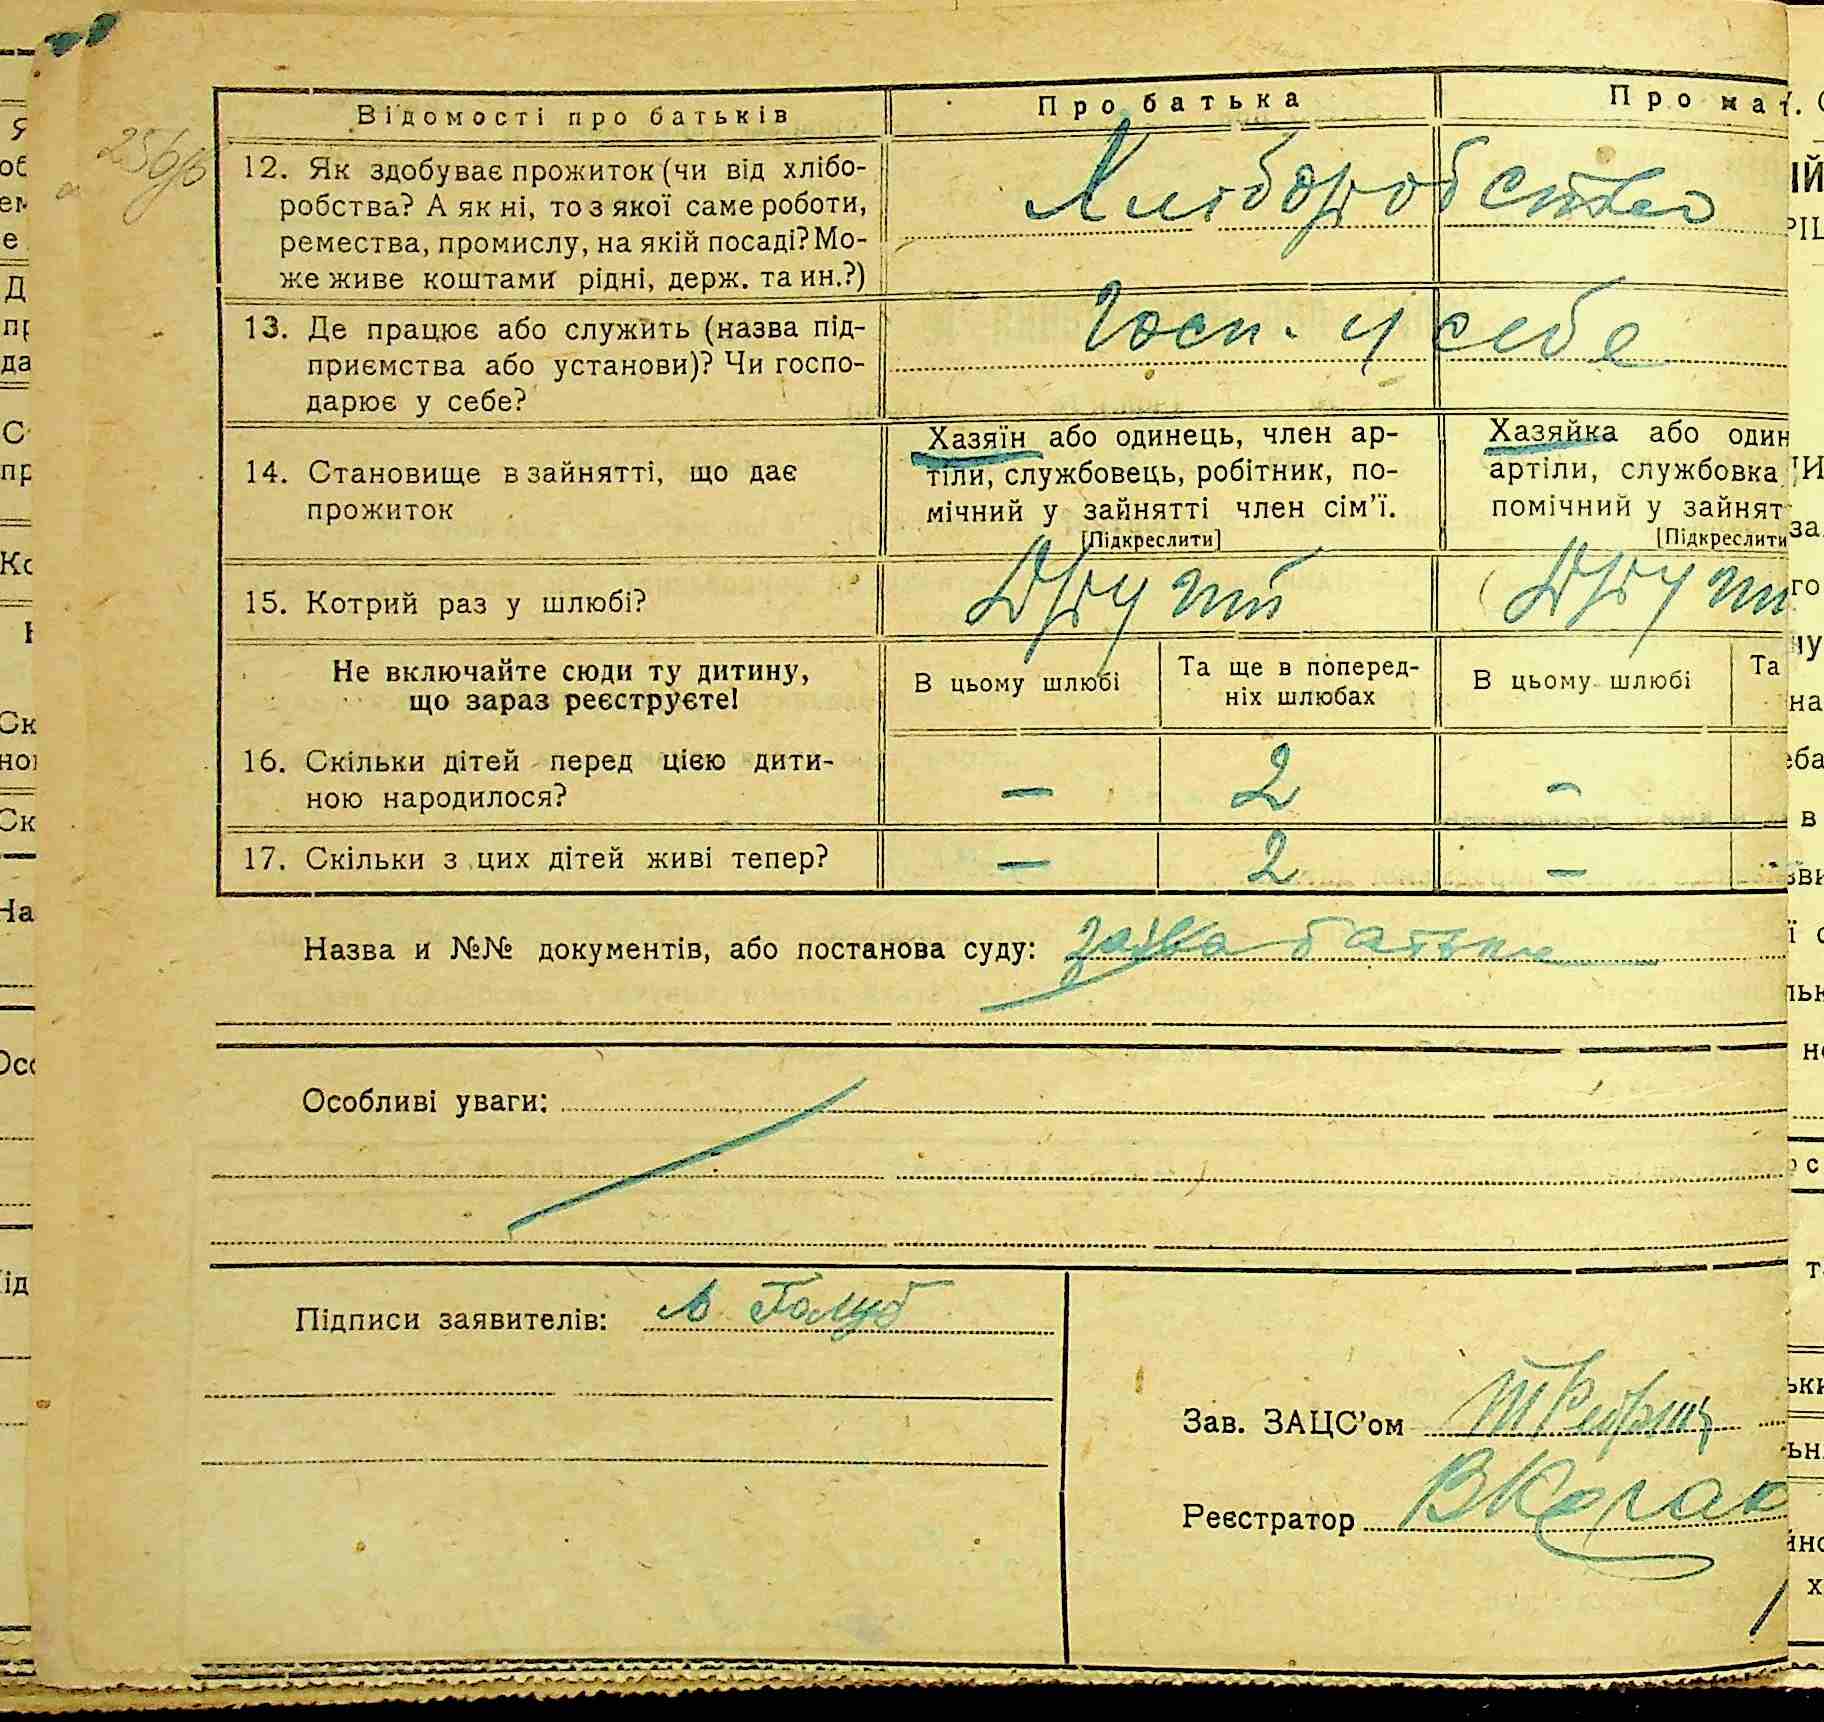 256/б
Відомості про батьків
Про батька
Про мат
12. Як здобуває прожиток (чи від хлібо-
робства? А як ні, то з якої саме роботи,
ремества, промислу, на якій посаді? Мо-
же живе коштами рідні, держ. та ин.?)
Хліборобство
13. Де працює або служить (назва під-
приємства або установи)? Чи госпо-
дарює у себе?
Госп. у себе
14. Становище в зайнятті, що дає
прожиток
Хазяїн або одинець, член ар-
тіли, службовець, робітник, по-
мічний у зайнятті член сім'ї.
[Підкреслити]
Хазяйка або один
артіли, службовка
помічний у зайнят
[Підкреслити
15. Котрий раз у шлюбі?
Другий
Други
Не включайте сюди ту дитину,
що зараз реєструєте!
В цьому шлюбі
Та ще в поперед-
ніх шлюбах
В цьому шлюбі
Та
16. Скільки дітей перед цією дити-
ною народилося?
— 2 —
17. Скільки з цих дітей живі тепер?
— 2 —
Назва и №№ документів, або постанова суду: заява батька
Особливі уваги:
Підписи заявителів: Голуб
Зав. ЗАЦС'ом
Реєстратор